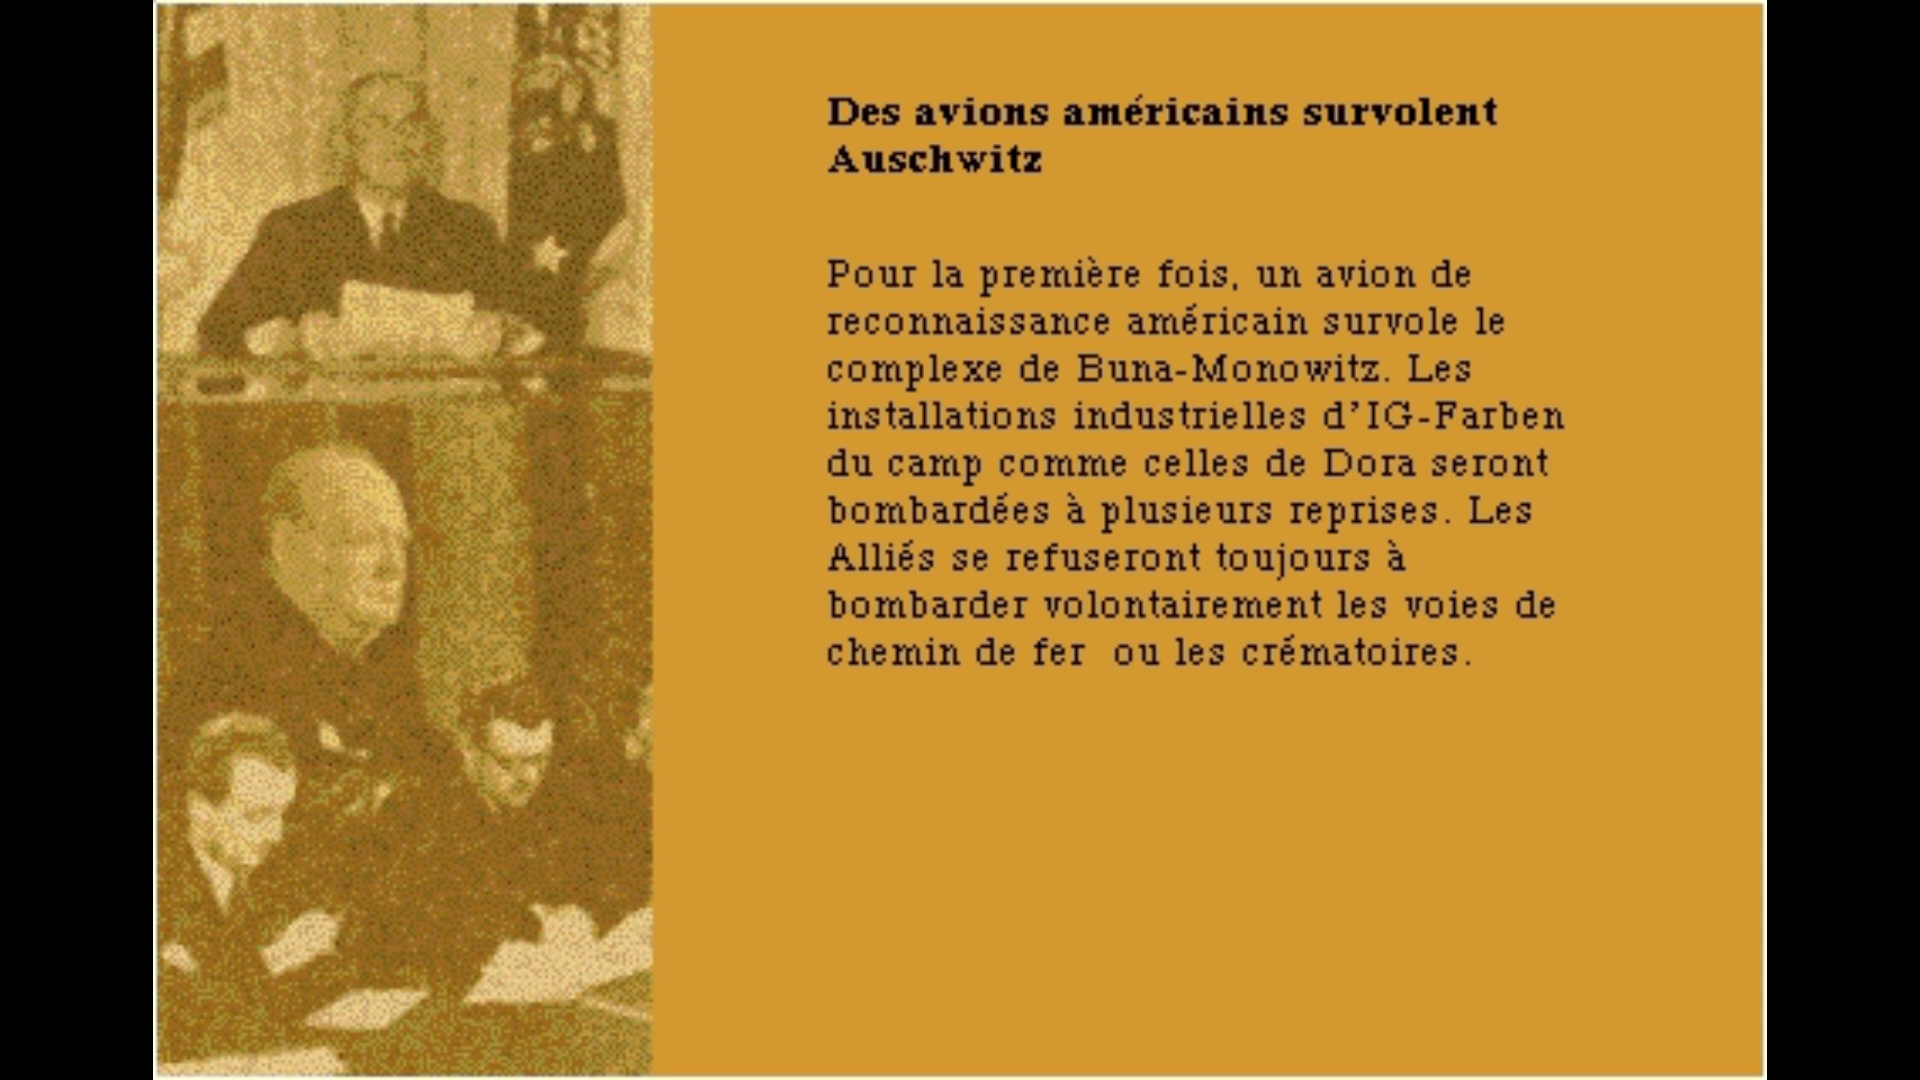 Des avions américains survolent
Auschwitz
Pour la première fois, un avion de
reconnaissance américain survole le
complexe de Buna-Monowitz. Les
installations industrielles d’IG-Farben
du camp comme celles de Dora seront
bombardées à plusieurs reprises. Les
Alliés se refuseront toujours à
bombarder volontairement les voies de
chemin de fer  ou les crématoires.